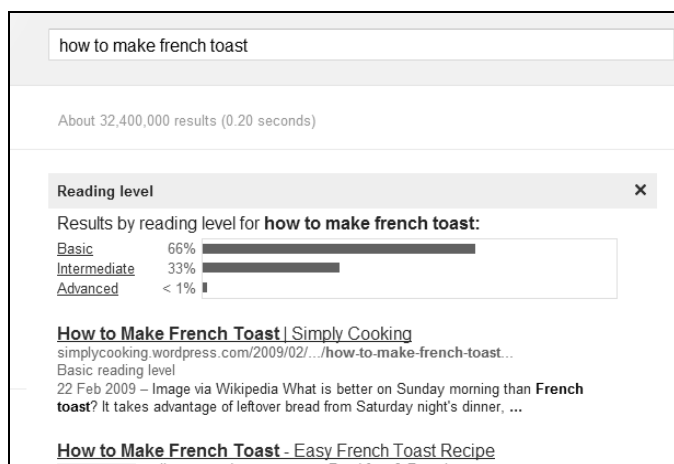 how to make french toast
About 32,400,000 results (0.20 seconds)
Reading level ×
Results by reading level for how to make french toast:
Basic 66%
Intermediate 33%
Advanced < 1%
How to Make French Toast | Simply Cooking
simplycooking.wordpress.com/2009/02/.../how-to-make-french-toast...
Basic reading level
22 Feb 2009 – Image via Wikipedia What is better on Sunday morning than French
toast? It takes advantage of leftover bread from Saturday night's dinner, ...
How to Make French Toast - Easy French Toast Recipe